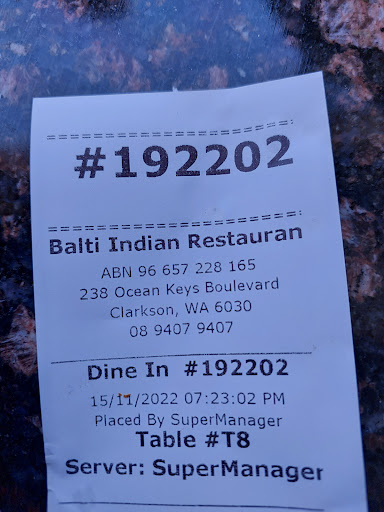 #192202
Balti Indian Restauran
ABN 96 657 228 165
238 Ocean Keys Boulevard
Clarkson, WA 6030
08 9407 9407
Dine In #192202
15/11/2022 07:23:02 PM
Placed By SuperManager
Table #T8
Server: SuperManager